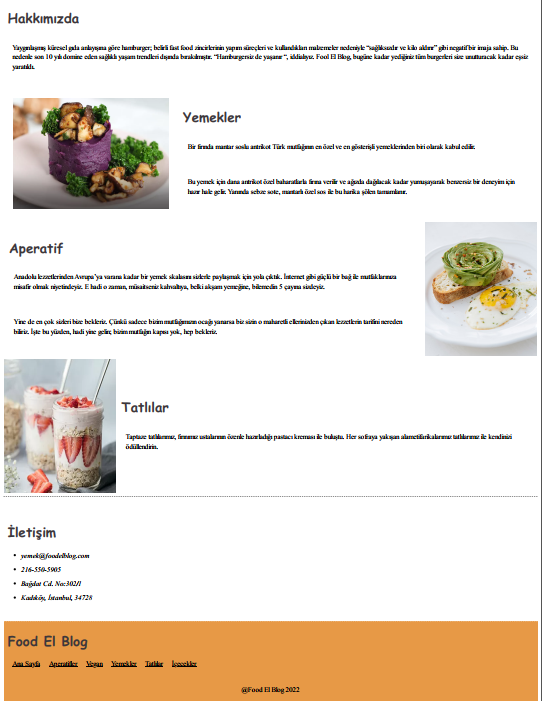 Hakkımızda
Yaygınlaşmış küresel gıda anlayışına göre hamburger; belirli fast food zincirlerinin yapım süreçleri ve kullandıkları malzemeler nedeniyle “sağlıksızdır ve kilo aldırır” gibi negatif bir imaja sahip. Bu
nedenle son 10 yılı domine eden sağlıklı yaşam trendleri dışında bırakılmıştır. “Hamburgersiz de yaşanır “, iddialıyız. Fool El Blog, bugüne kadar yediğiniz tüm burgerleri size unutturacak kadar eşsiz
yaratıldı.
Yemekler
Bir fırında mantar soslu antrikot Türk mutfağının en özel ve en gösterişli yemeklerinden biri olarak kabul edilir.
Bu yemek için dana antrikot özel baharatlarla fırına verilir ve ağızda dağılacak kadar yumuşayarak benzersiz bir deneyim için
hazır hale gelir. Yanında sebze sote, mantarlı özel sos ile bu harika şölen tamamlanır.
Aperatif
Anadolu lezzetlerinden Avrupa’ya varana kadar bir yemek skalasını sizlerle paylaşmak için yola çıktık. İnternet gibi güçlü bir bağ ile mutfaklarınıza
misafir olmak niyetindeyiz. E hadi o zaman, müsaitseniz kahvaltıya, belki akşam yemeğine, bilemedin 5 çayına sizdeyiz.
Yine de en çok sizleri bize bekleriz. Çünkü sadece bizim mutfağımızın ocağı yanarsa biz sizin o maharetli ellerinizden çıkan lezzetlerin tarifini nereden
biliriz. İşte bu yüzden, hadi yine gelin; bizim mutfağın kapısı yok, hep bekleriz.
Tatlılar
Taptaze tatlılarımız, fırınımız ustalarının özenle hazırladığı pastacı kreması ile buluştu. Her sofraya yakışan alametifarikalarımız tatlılarımız ile kendinizi
ödüllendirin.
İletişim
• yemek@foodelblog.com
• 216-550-5905
• Bağdat Cd. No:302/1
• Kadıköy, İstanbul, 34728
Food El Blog
Ana Sayfa Aperatifler Vegan Yemekler Tatlılar İçecekler
@Food El Blog 2022